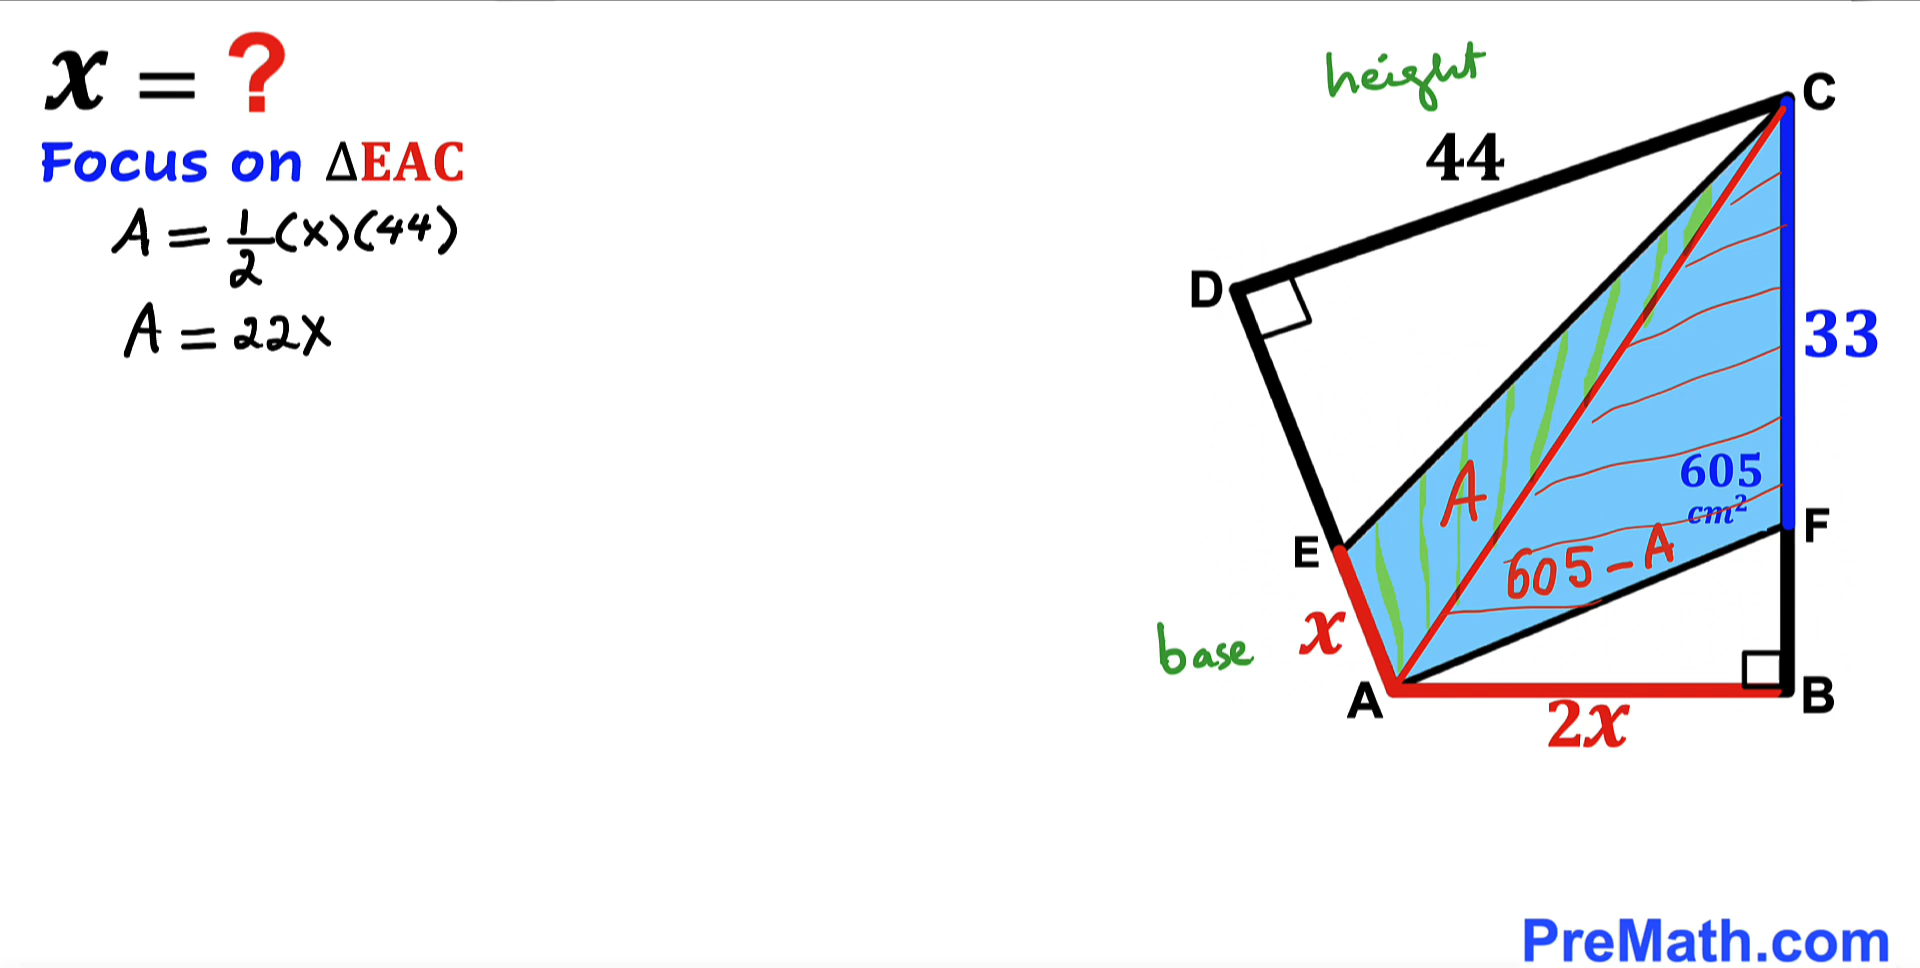 x = ?
Focus on ΔEAC
A = 1/2 (x)(44)
A = 22x
height
C
44
D
33
605
cm²
A
F
605 - A
E
x
base
A
B
2x
PreMath.com